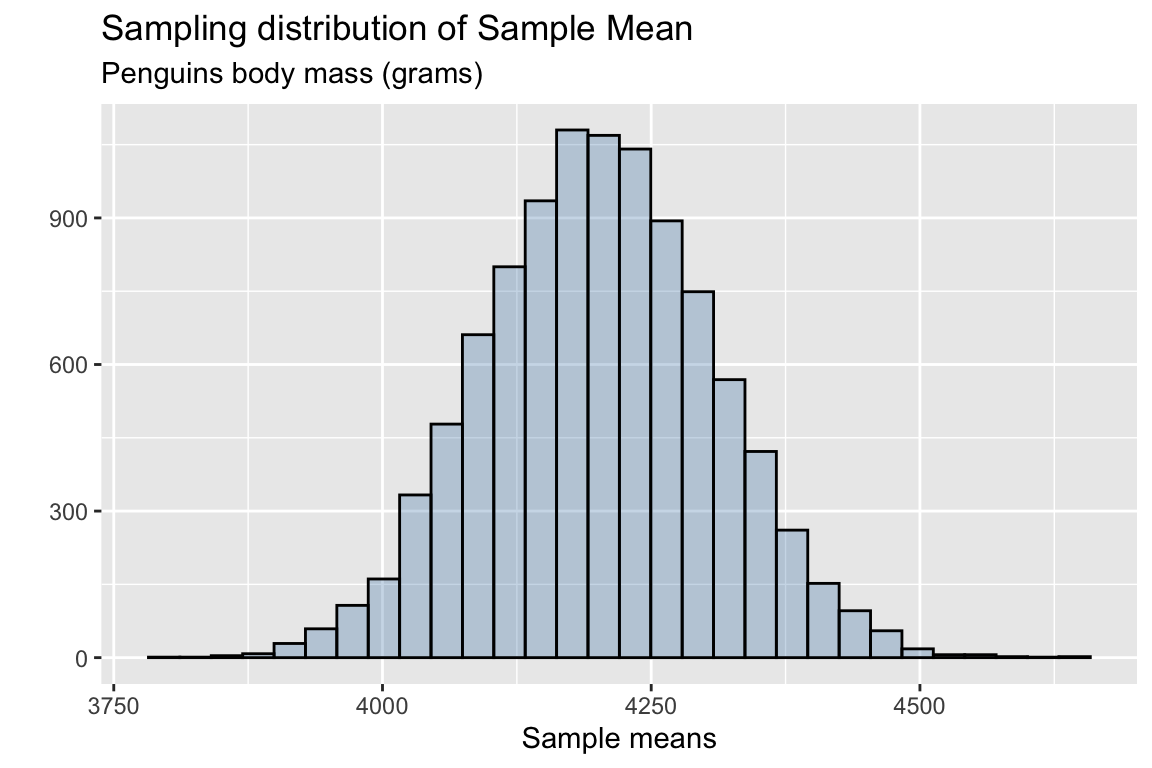 Sampling distribution of Sample Mean
Penguins body mass (grams)
900
600
300
0
3750 4000 4250 4500
Sample means